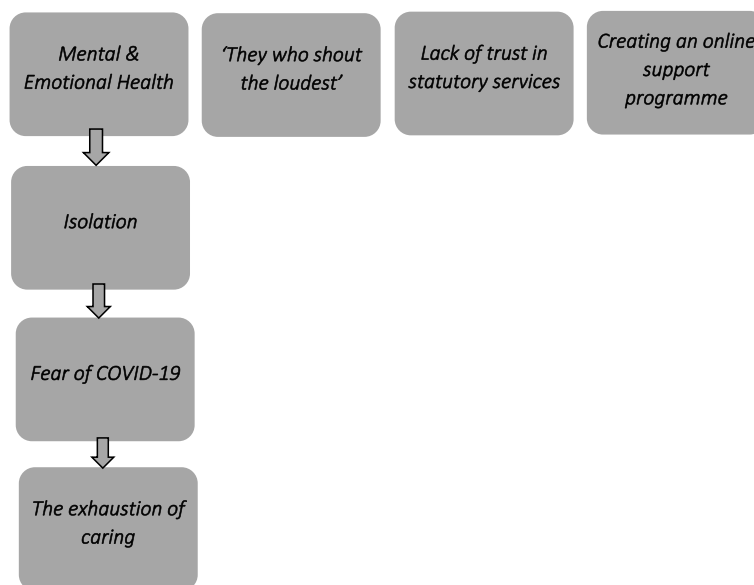 Mental &
Emotional Health
‘They who shout
the loudest’
Lack of trust in
statutory services
Creating an online
support
programme
Isolation
Fear of COVID-19
The exhaustion of
caring